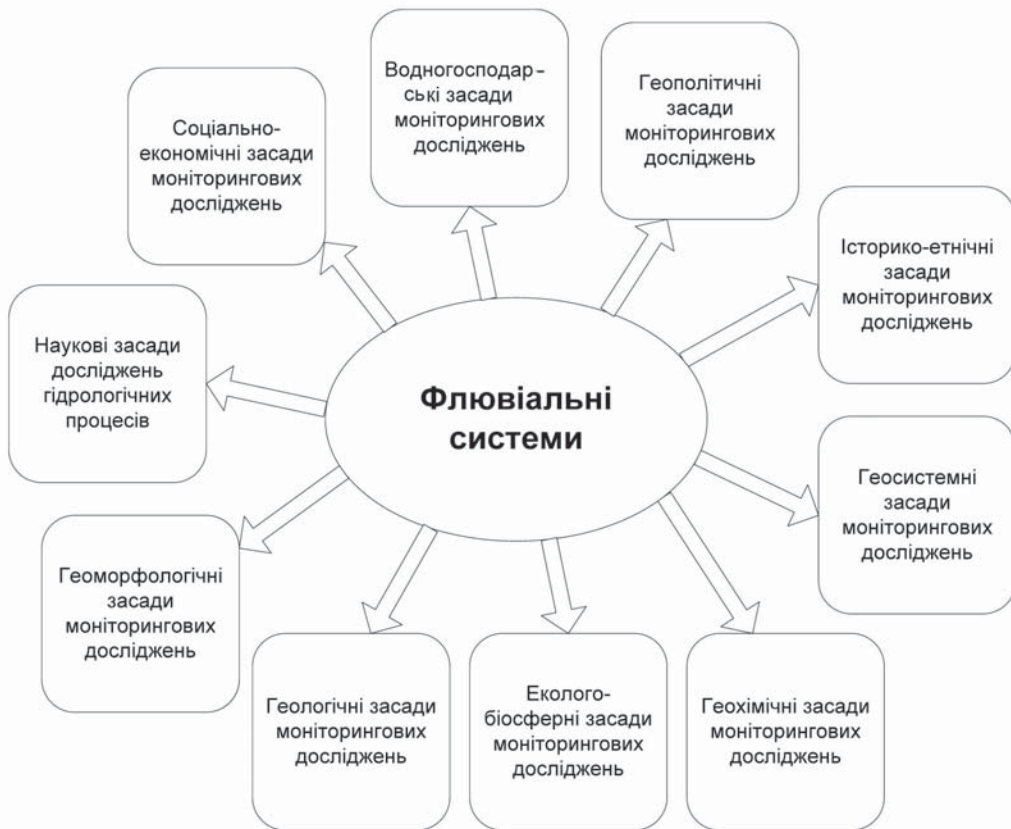 Водногосподар-
ські засади
моніторингових
досліджень
Геополітичні
засади
моніторингових
досліджень
Соціально-
економічні засади
моніторингових
досліджень
Історико-етнічні
засади
моніторингових
досліджень
Наукові засади
досліджень
гідрологічних
процесів
Флювіальні
системи
Геосистемні
засади
моніторингових
досліджень
Геоморфологічні
засади
моніторингових
досліджень
Геологічні засади
моніторингових
досліджень
Еколого-
біосферні засади
моніторингових
досліджень
Геохімічні засади
моніторингових
досліджень